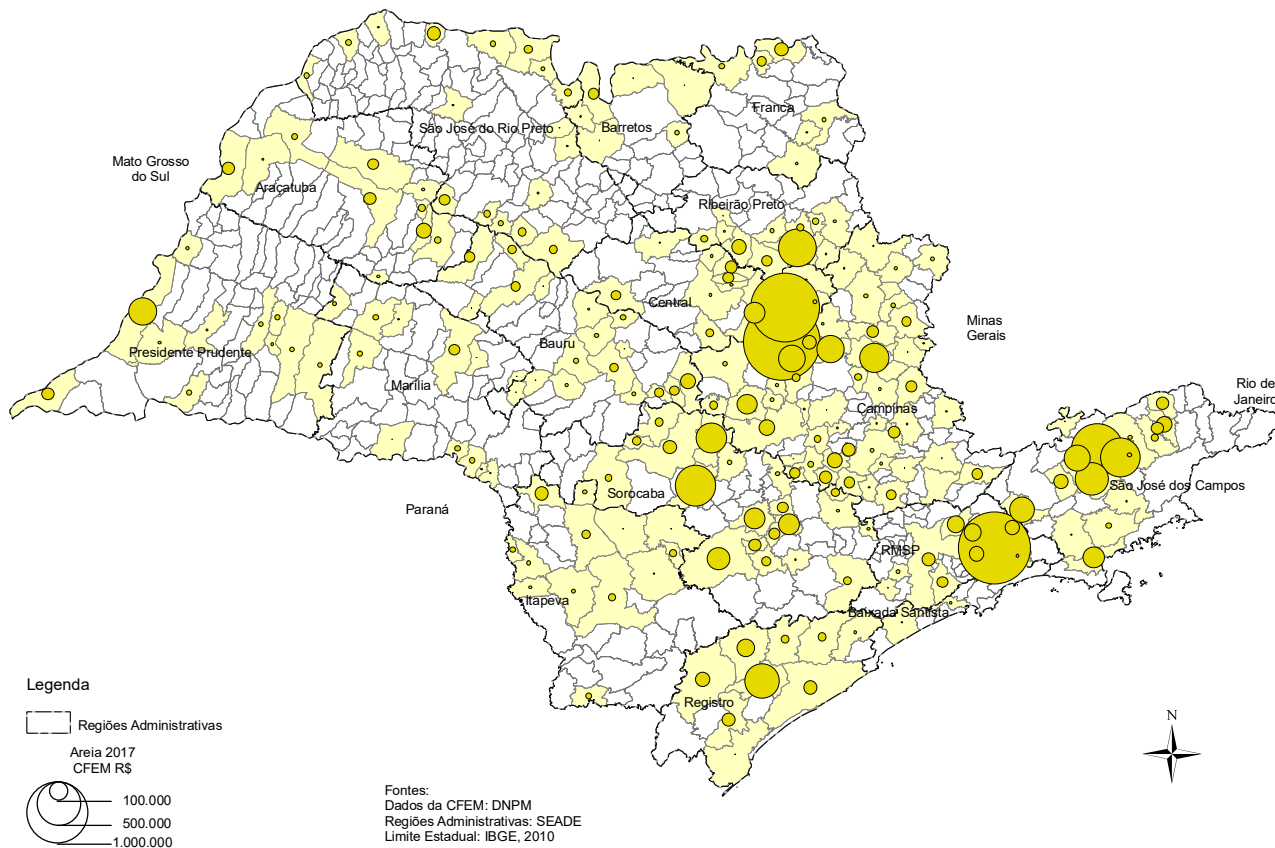 Franca
São José do Rio Preto
Barretos
Mato Grosso
do Sul
Araçatuba
Ribeirão Preto
Central
Minas
Gerais
Bauru
Presidente Prudente
Marília
Rio de
Janeiro
Campinas
São José dos Campos
Sorocaba
Paraná
RMSP
Itapeva
Baixada Santista
Registro
Legenda
Regiões Administrativas
Areia 2017
CFEM R$
100.000
500.000
1.000.000
Fontes:
Dados da CFEM: DNPM
Regiões Administrativas: SEADE
Limite Estadual: IBGE, 2010
N